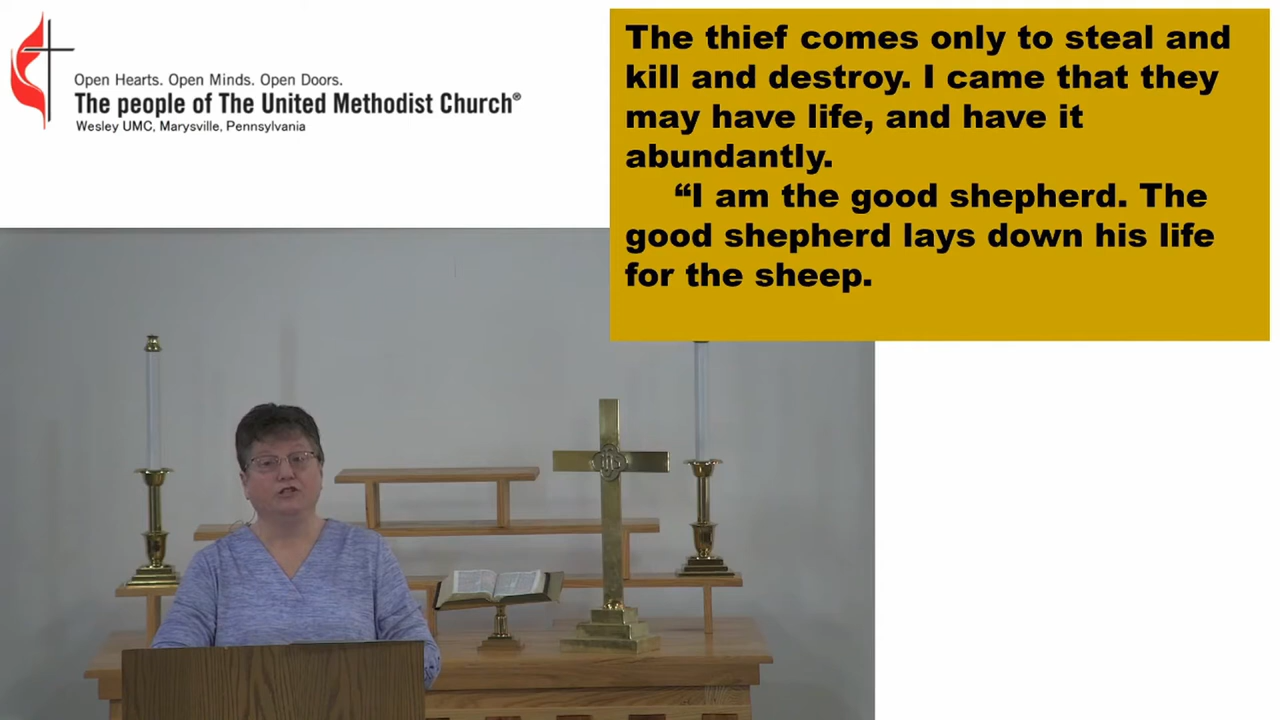 Open Hearts. Open Minds. Open Doors.
The people of The United Methodist Church®
Wesley UMC, Marysville, Pennsylvania
The thief comes only to steal and
kill and destroy. I came that they
may have life, and have it
abundantly.
“I am the good shepherd. The
good shepherd lays down his life
for the sheep.